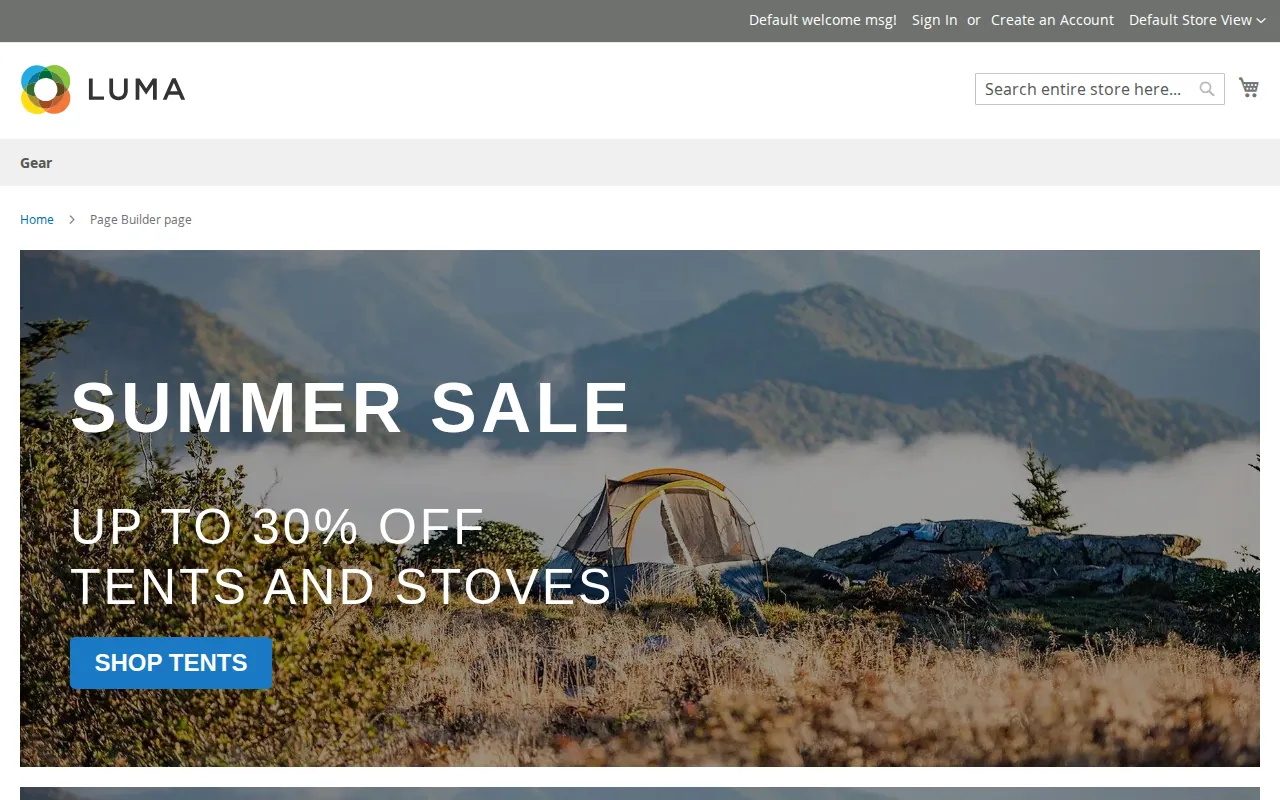 Default welcome msg! Sign In or Create an Account Default Store View
LUMA
Search entire store here...
Gear
Home > Page Builder page
SUMMER SALE
UP TO 30% OFF
TENTS AND STOVES
SHOP TENTS